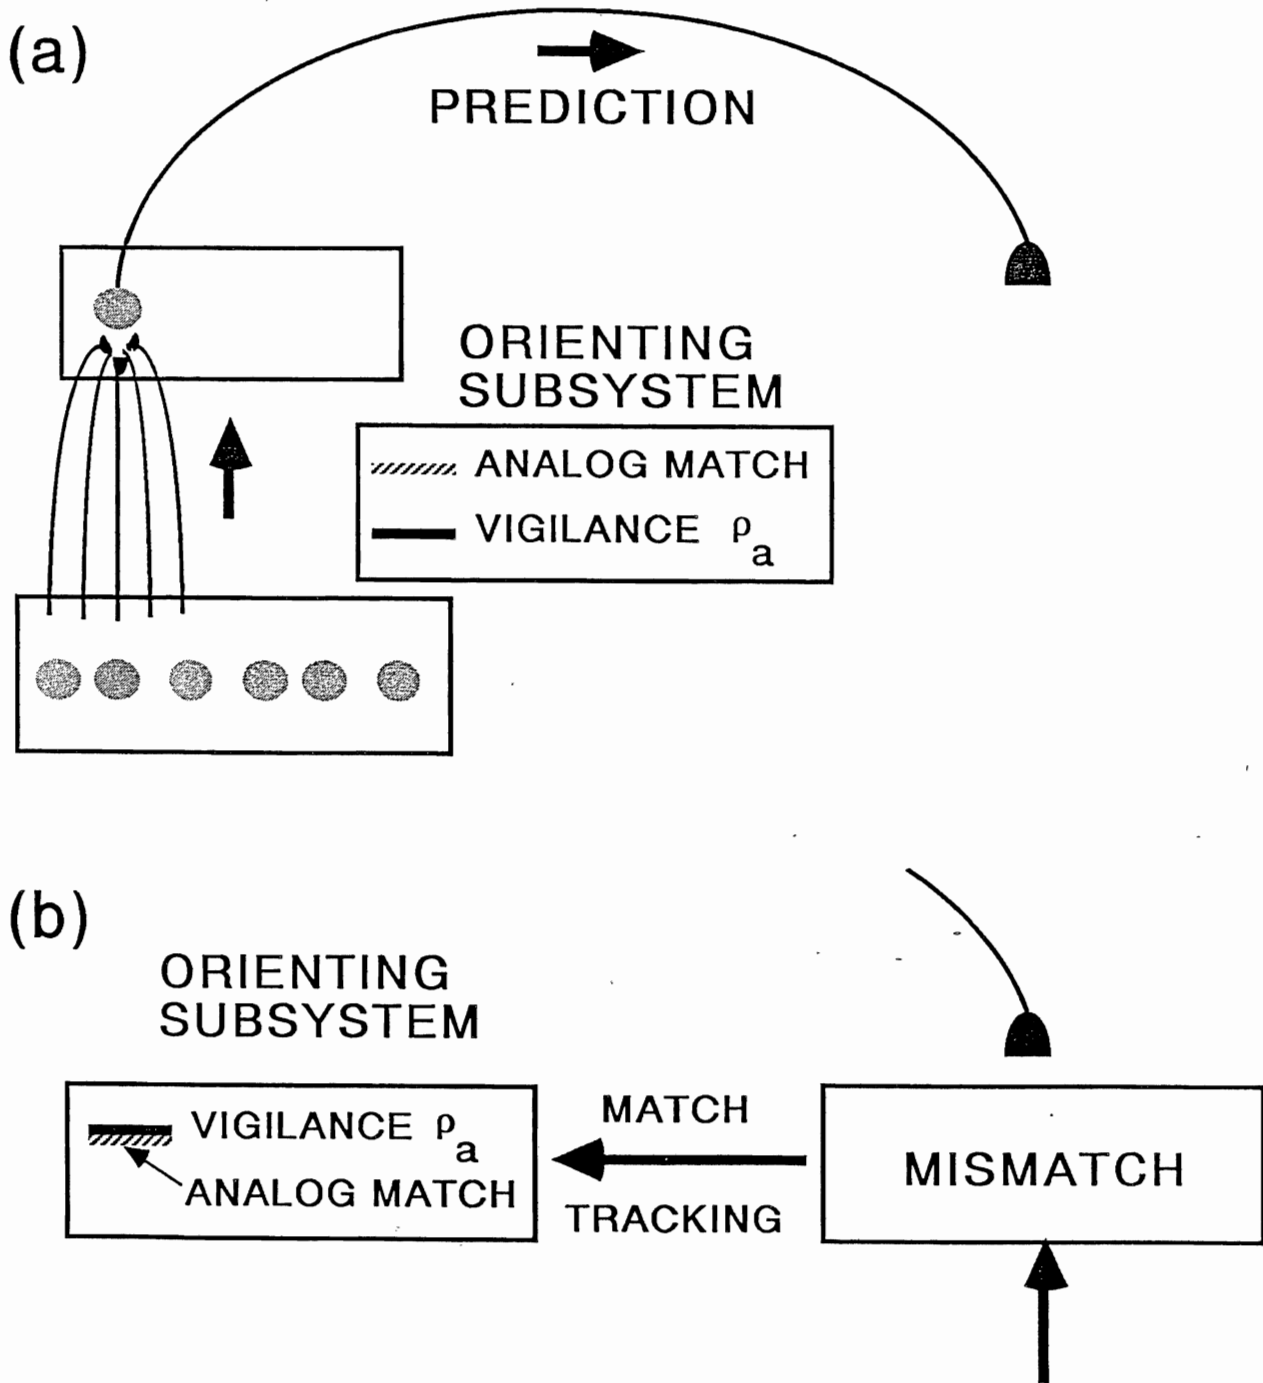 (a)
PREDICTION
ORIENTING
SUBSYSTEM
ANALOG MATCH
VIGILANCE ρa
(b)
ORIENTING
SUBSYSTEM
VIGILANCE ρa
ANALOG MATCH
MATCH
TRACKING
MISMATCH